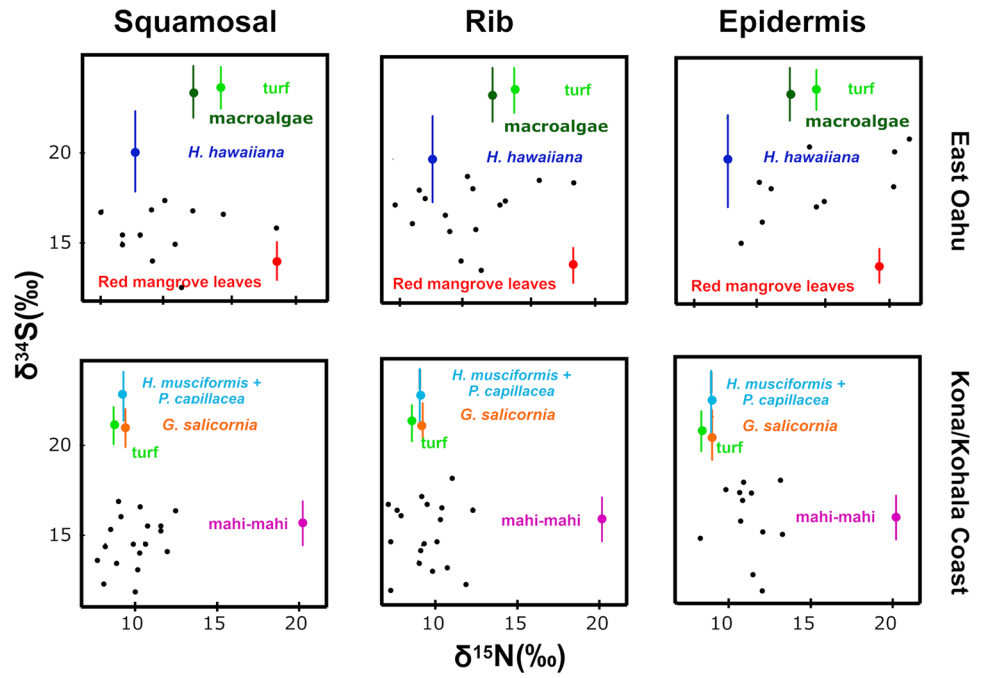 Squamosal Rib Epidermis
turf turf turf
macroalgae macroalgae macroalgae
20 H. hawaiiana H. hawaiiana H. hawaiiana
East Oahu
15
Red mangrove leaves Red mangrove leaves Red mangrove leaves
δ³⁴S(‰)
H. musciformis + H. musciformis + H. musciformis +
P. capillacea P. capillacea P. capillacea
G. salicornia G. salicornia G. salicornia
20 turf turf turf
Kona/Kohala Coast
mahi-mahi mahi-mahi mahi-mahi
15
10 15 20 10 15 20 10 15 20
δ¹⁵N(‰)